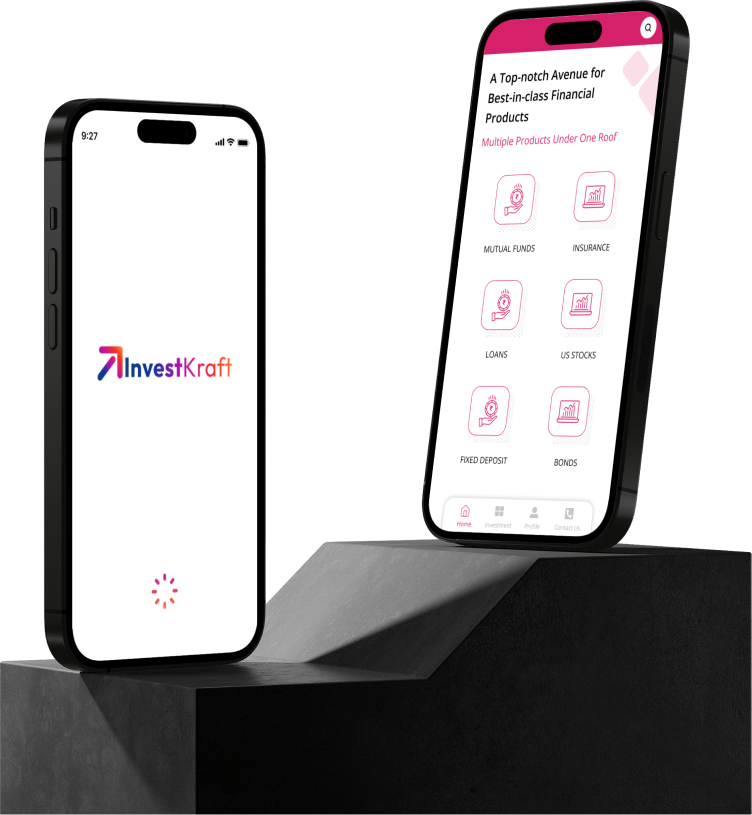 9:27
InvestKraft
A Top-notch Avenue for
Best-in-class Financial
Products
Multiple Products Under One Roof
MUTUAL FUNDS
INSURANCE
LOANS
US STOCKS
FIXED DEPOSIT
BONDS
Home
Investment
Profile
Contact Us